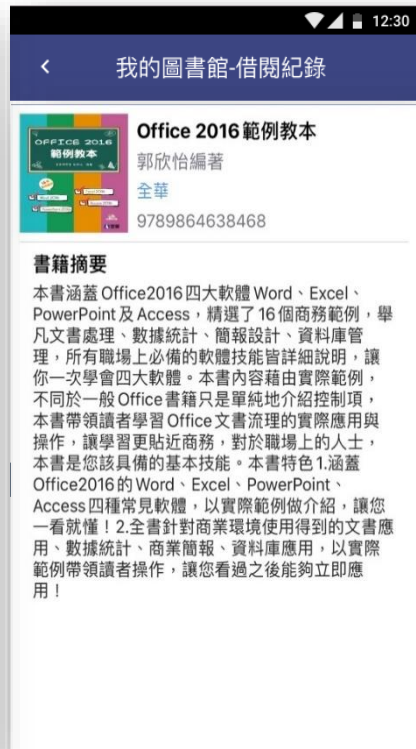 12:30
我的圖書館-借閱紀錄
OFFICE 2016
範例教本
Office 2016範例教本
郭欣怡編著
全華
9789864638468
書籍摘要
本書涵蓋Office2016四大軟體Word、Excel、
PowerPoint及Access，精選了16個商務範例，舉
凡文書處理、數據統計、簡報設計、資料庫管
理，所有職場上必備的軟體技能皆詳細說明，讓
你一次學會四大軟體。本書內容藉由實際範例，
不同於一般Office書籍只是單純地介紹控制項，
本書帶領讀者學習Office文書流理的實際應用與
操作，讓學習更貼近商務，對於職場上的人士，
本書是您該具備的基本技能。本書特色1.涵蓋
Office2016的Word、Excel、PowerPoint、
Access四種常見軟體，以實際範例做介紹，讓您
一看就懂！2.全書針對商業環境使用得到的文書應
用、數據統計、商業簡報、資料庫應用，以實際
範例帶領讀者操作，讓您看過之後能夠立即應
用！